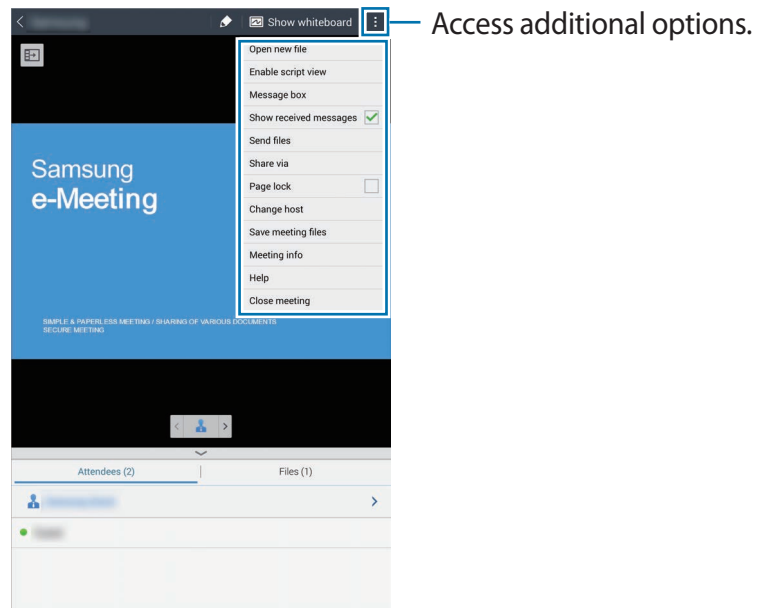 Show whiteboard
Access additional options.
Open new file
Enable script view
Message box
Show received messages
Send files
Share via
Page lock
Change host
Save meeting files
Meeting info
Help
Close meeting
Samsung
e-Meeting
SIMPLE & PAPERLESS MEETING / SHARING OF VARIOUS DOCUMENTS
SECURE MEETING
Attendees (2)
Files (1)